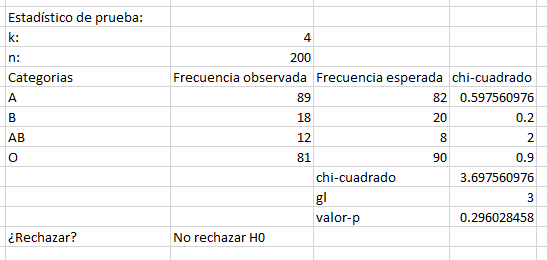 Estadístico de prueba:
k: 4
n: 200
Categorias Frecuencia observada Frecuencia esperada chi-cuadrado
A 89 82 0.597560976
B 18 20 0.2
AB 12 8 2
O 81 90 0.9
chi-cuadrado 3.697560976
gl 3
valor-p 0.296028458
¿Rechazar? No rechazar H0